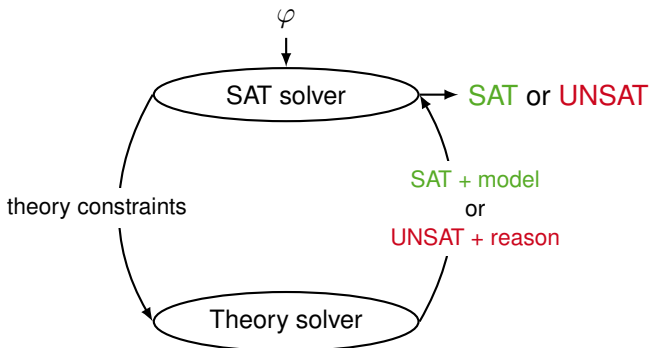 φ
SAT solver
SAT or UNSAT
SAT + model
theory constraints
or
UNSAT + reason
Theory solver